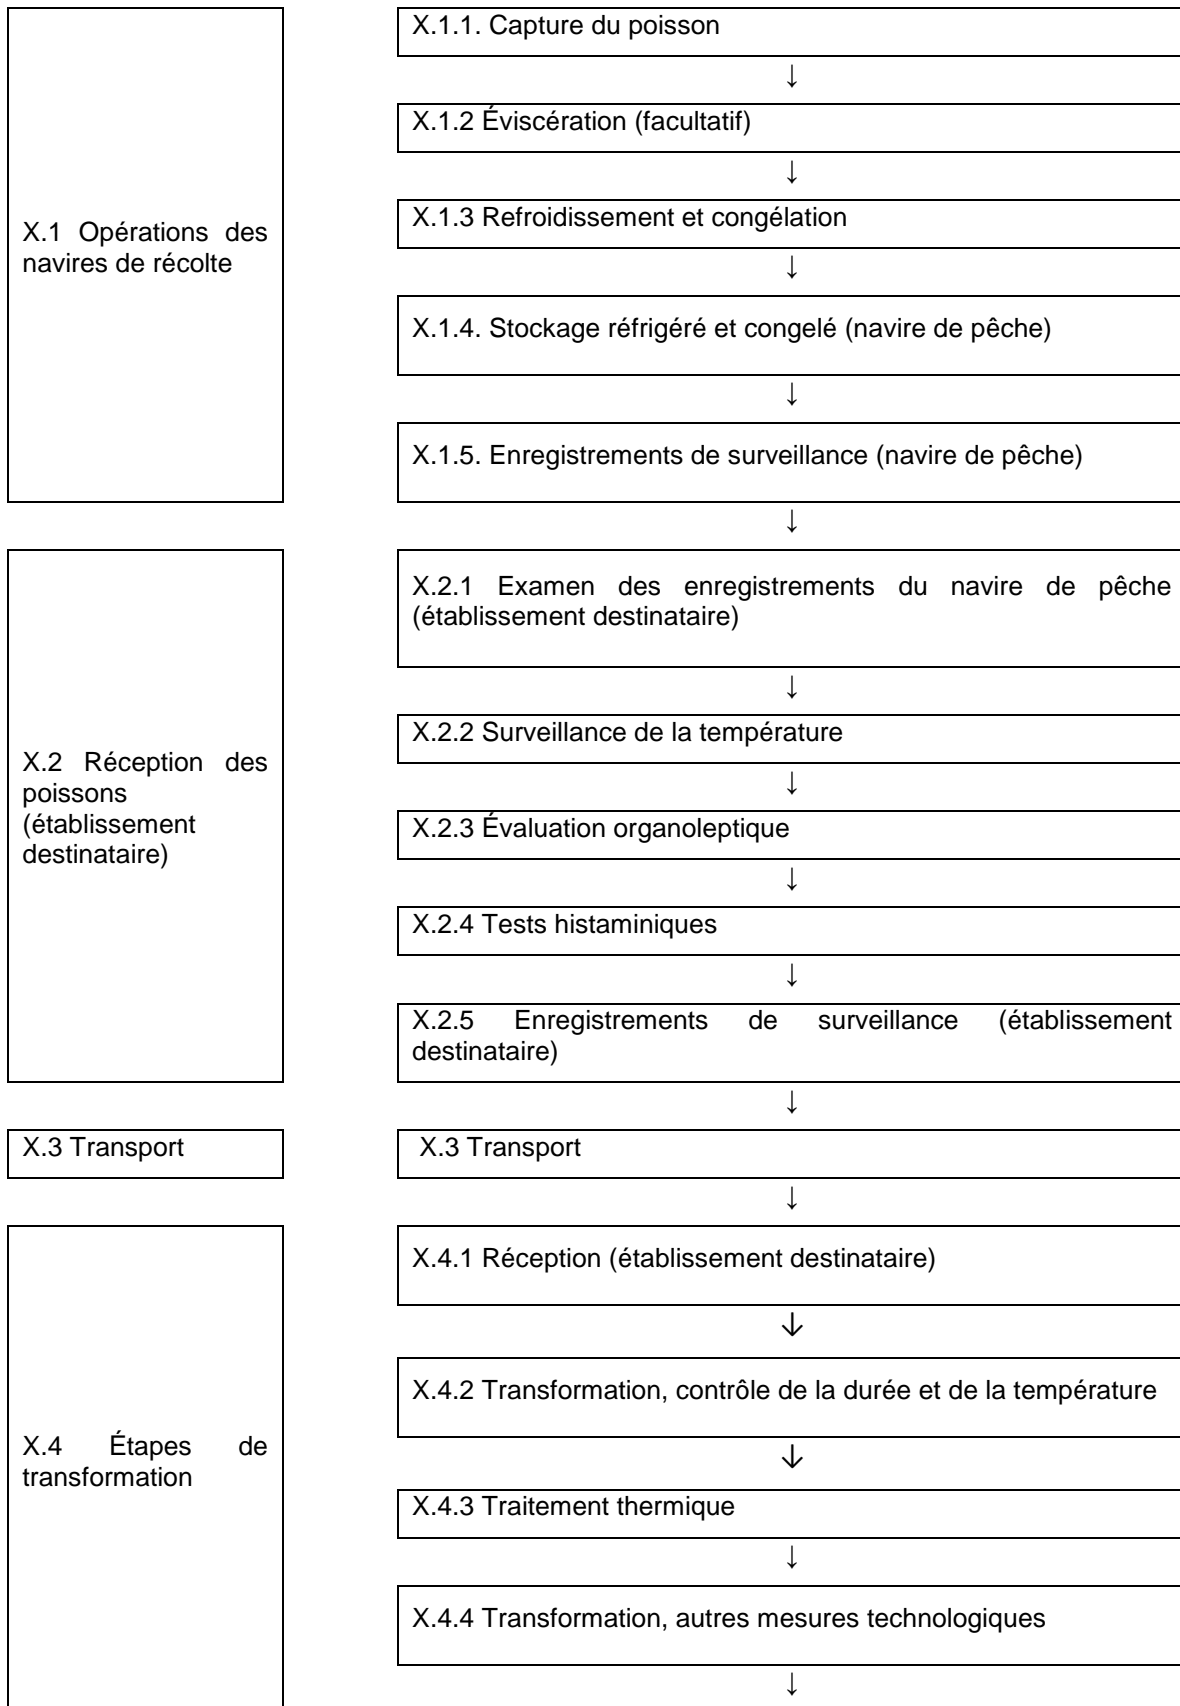 X.1 Opérations des
navires de récolte
X.1.1. Capture du poisson
↓
X.1.2 Éviscération (facultatif)
↓
X.1.3 Refroidissement et congélation
↓
X.1.4. Stockage réfrigéré et congelé (navire de pêche)
↓
X.1.5. Enregistrements de surveillance (navire de pêche)
↓
X.2 Réception des
poissons
(établissement
destinataire)
X.2.1 Examen des enregistrements du navire de pêche
(établissement destinataire)
↓
X.2.2 Surveillance de la température
↓
X.2.3 Évaluation organoleptique
↓
X.2.4 Tests histaminiques
↓
X.2.5 Enregistrements de surveillance (établissement
destinataire)
↓
X.3 Transport
X.3 Transport
↓
X.4 Étapes de
transformation
X.4.1 Réception (établissement destinataire)
↓
X.4.2 Transformation, contrôle de la durée et de la température
↓
X.4.3 Traitement thermique
↓
X.4.4 Transformation, autres mesures technologiques
↓